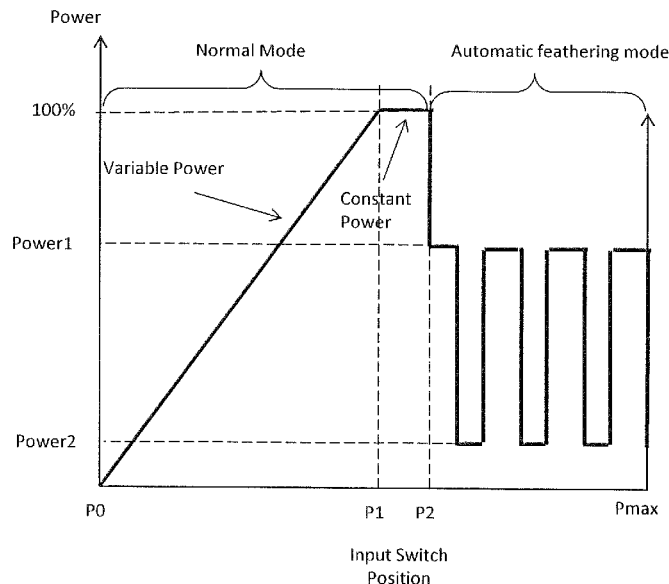 Power
Normal Mode
Automatic feathering mode
100%
Variable Power
Constant
Power
Power1
Power2
P0
P1
P2
Pmax
Input Switch
Position